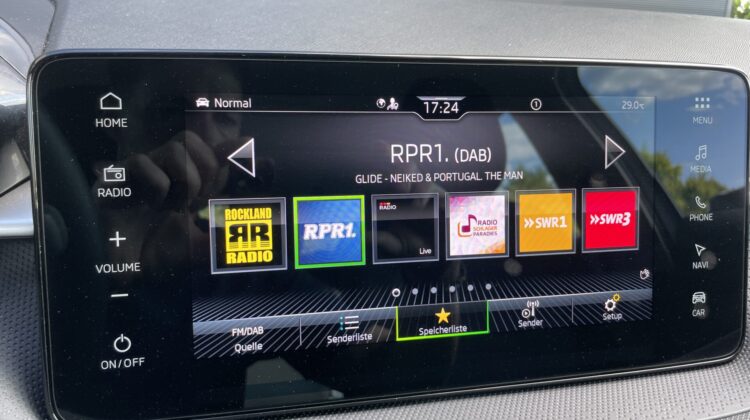 HOME
RADIO
VOLUME
ON/OFF
Normal
17:24
1
29.0°C
RPR1. (DAB)
GLIDE - NEIKED & PORTUGAL. THE MAN
ROCKLAND
RR
RADIO
RPR1.
RADIO
Live
RADIO
SCHLAGER
PARADIES
SWR1
SWR3
FM/DAB
Quelle
Senderliste
Speicherliste
Sender
Setup
MENU
MEDIA
PHONE
NAVI
CAR